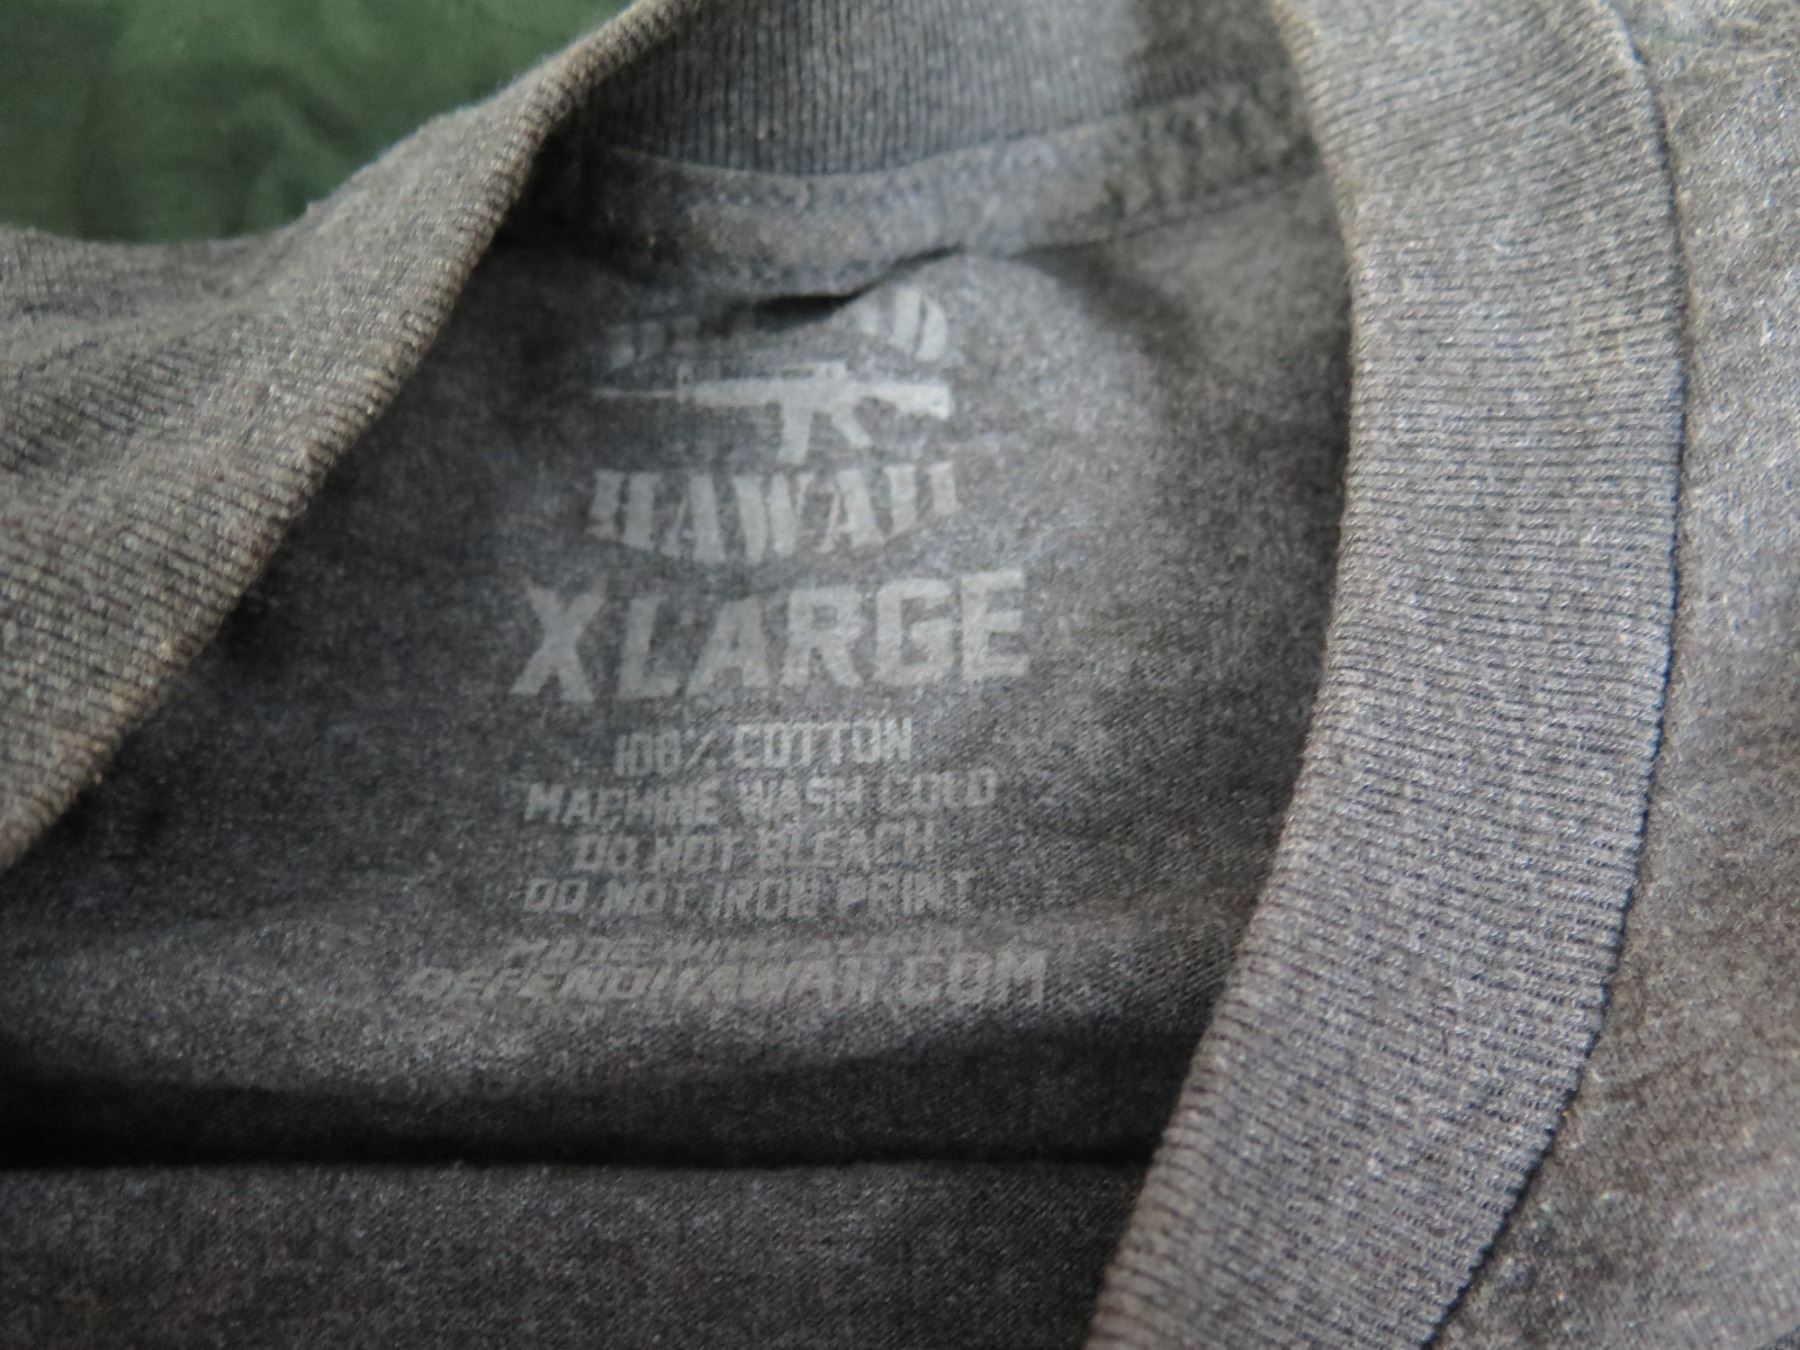 HAWAII
XLARGE
100% COTTON
MACHINE WASH COLD
DO NOT BLEACH
DO NOT IRON PRINT
DEFENDHAWAII.COM